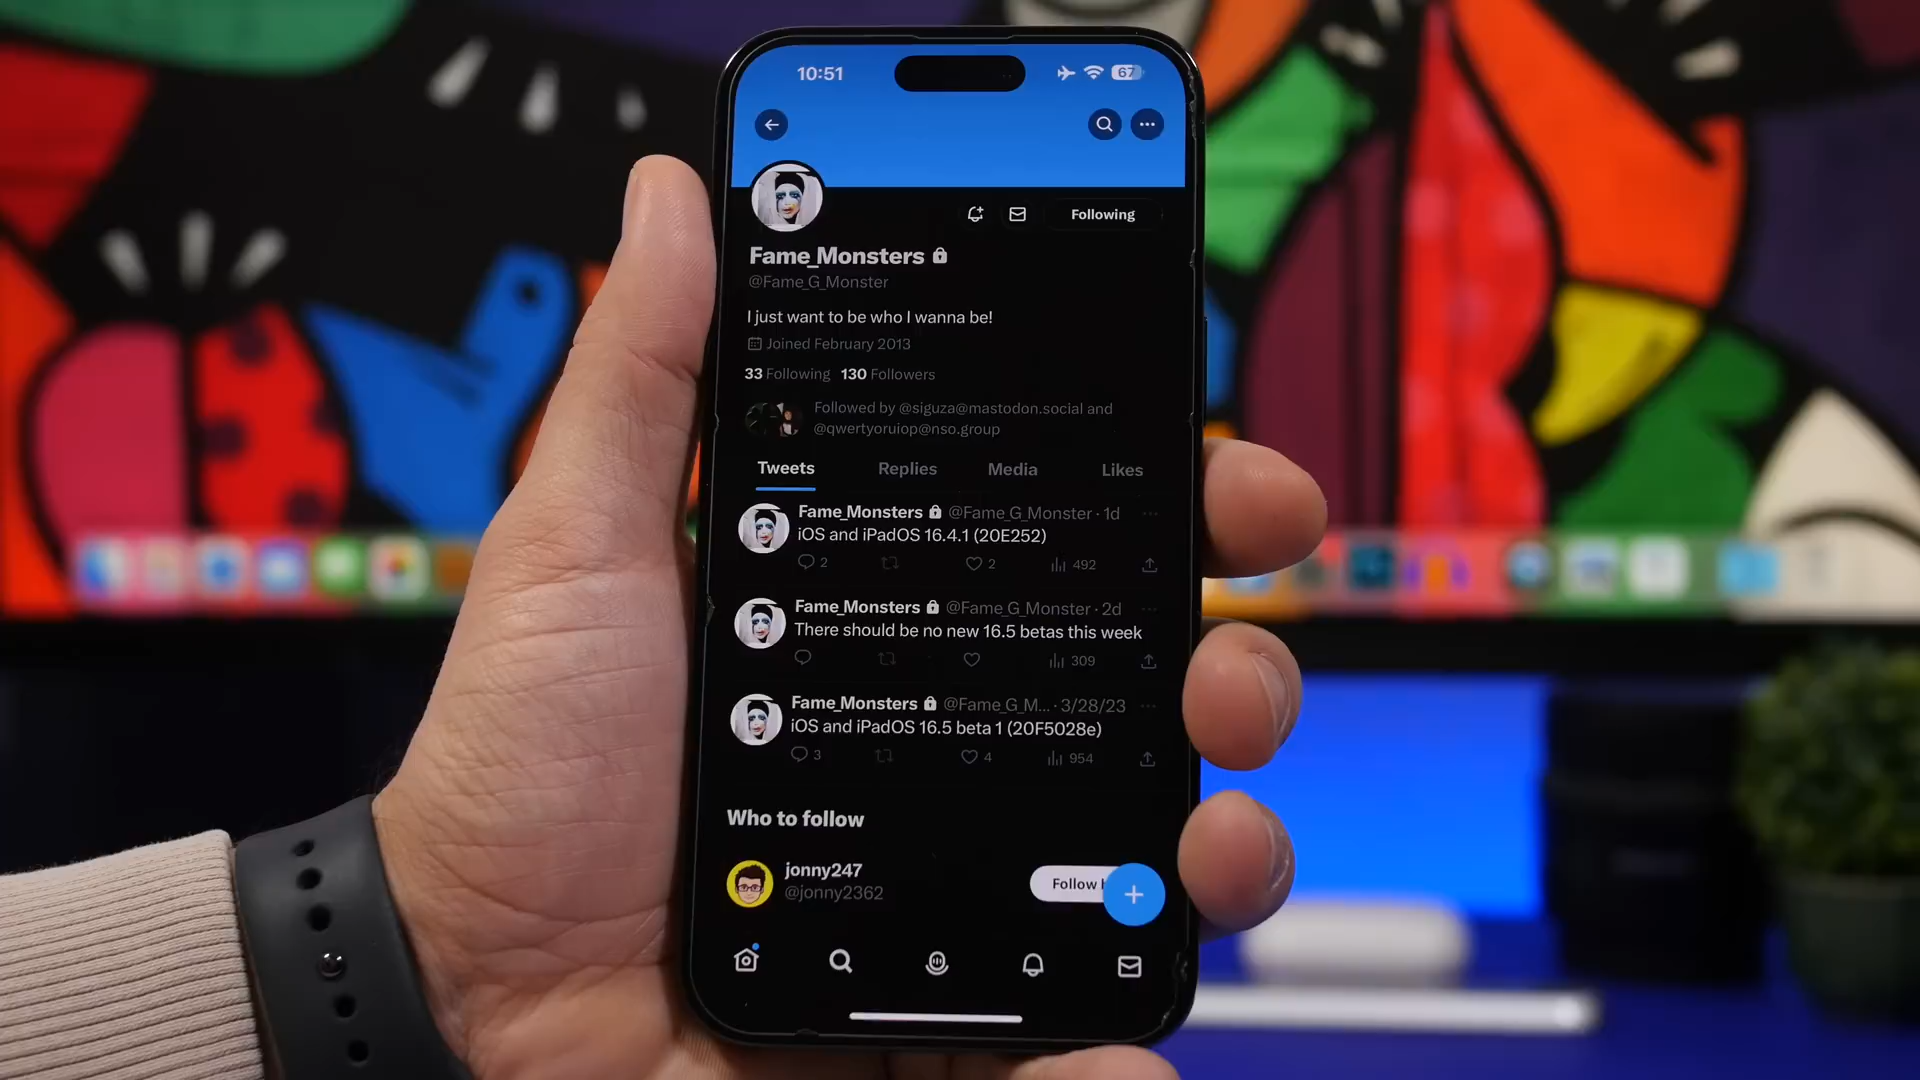 10:51
67
Fame_Monsters
Following
@Fame_G_Monster
I just want to be who I wanna be!
Joined February 2013
33 Following 130 Followers
Followed by @siguza@mastodon.social and
@qwertyoruiop@nso.group
Tweets Replies Media Likes
Fame_Monsters @Fame_G_Monster · 1d
iOS and iPadOS 16.4.1 (20E252)
2 2 492
Fame_Monsters @Fame_G_Monster · 2d
There should be no new 16.5 betas this week
309
Fame_Monsters @Fame_G_M... · 3/28/23
iOS and iPadOS 16.5 beta 1 (20F5028e)
3 4 954
Who to follow
jonny247
Follow
@jonny2362